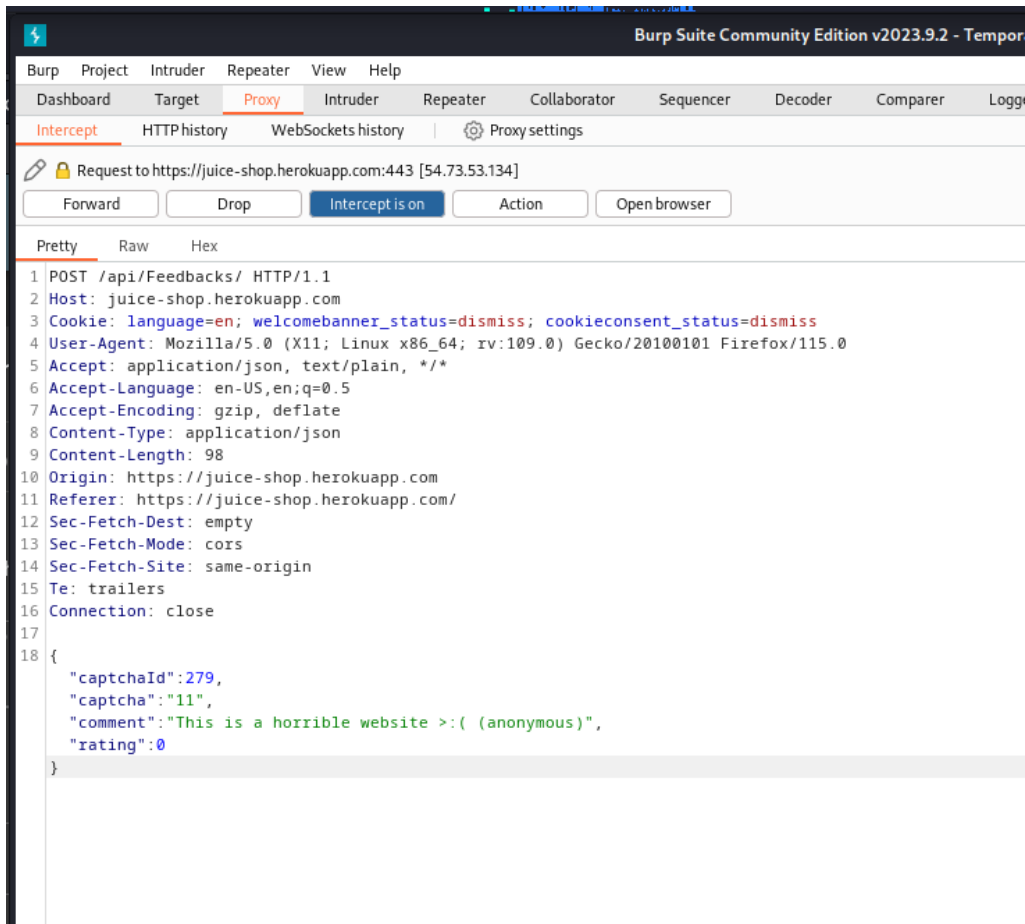 Burp Suite Community Edition v2023.9.2 - Tempor
Burp Project Intruder Repeater View Help
Dashboard Target Proxy Intruder Repeater Collaborator Sequencer Decoder Comparer Logge
Intercept HTTP history WebSockets history Proxy settings
Request to https://juice-shop.herokuapp.com:443 [54.73.53.134]
Forward Drop Intercept is on Action Open browser
Pretty Raw Hex
1 POST /api/Feedbacks/ HTTP/1.1
2 Host: juice-shop.herokuapp.com
3 Cookie: language=en; welcomebanner_status=dismiss; cookieconsent_status=dismiss
4 User-Agent: Mozilla/5.0 (X11; Linux x86_64; rv:109.0) Gecko/20100101 Firefox/115.0
5 Accept: application/json, text/plain, */*
6 Accept-Language: en-US,en;q=0.5
7 Accept-Encoding: gzip, deflate
8 Content-Type: application/json
9 Content-Length: 98
10 Origin: https://juice-shop.herokuapp.com
11 Referer: https://juice-shop.herokuapp.com/
12 Sec-Fetch-Dest: empty
13 Sec-Fetch-Mode: cors
14 Sec-Fetch-Site: same-origin
15 Te: trailers
16 Connection: close
17
18 {
"captchaId":279,
"captcha":"11",
"comment":"This is a horrible website >:( (anonymous)",
"rating":0
}